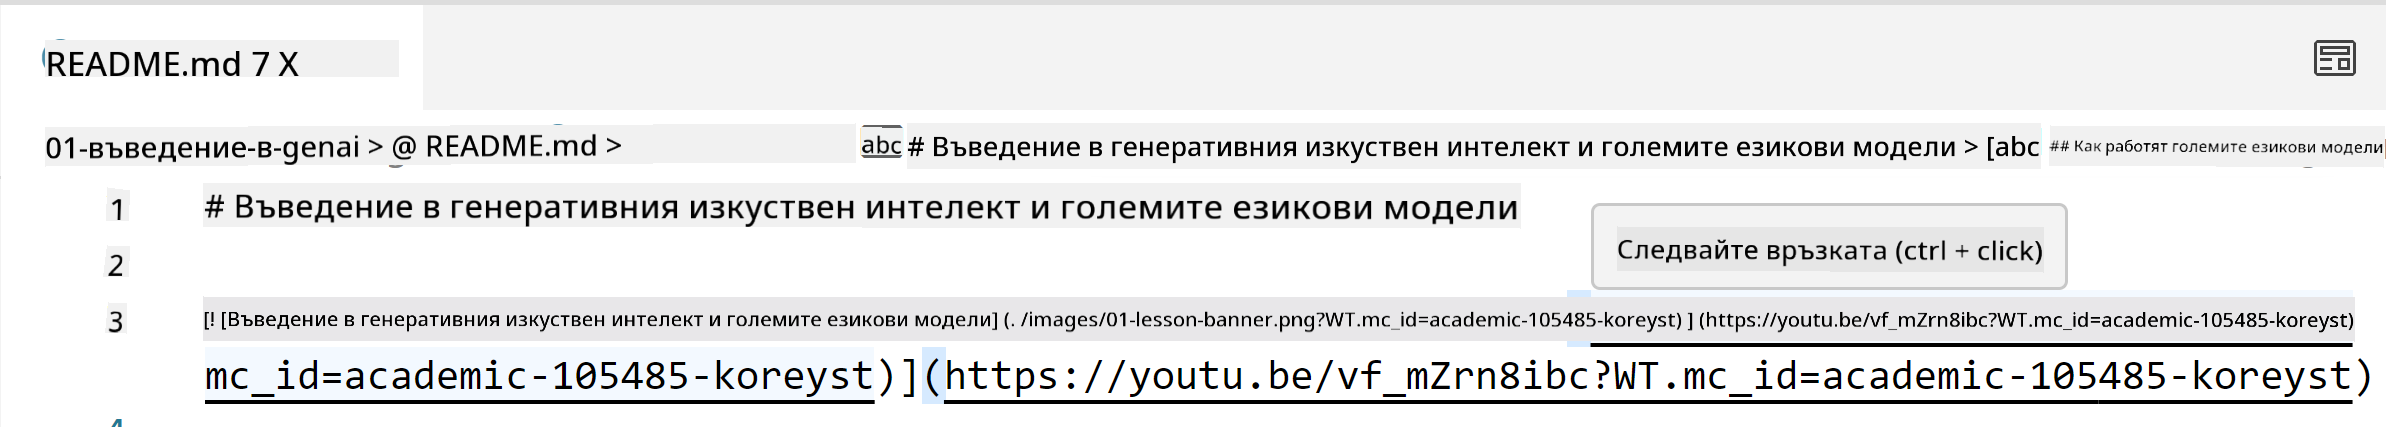 README.md 7 X
01-въведение-в-genai > @ README.md > abc # Въведение в генеративния изкуствен интелект и големите езикови модели > [abc ## Как работят големите езикови модели
1 # Въведение в генеративния изкуствен интелект и големите езикови модели
Следвайте връзката (ctrl + click)
2
3 [! [Въведение в генеративния изкуствен интелект и големите езикови модели] (. /images/01-lesson-banner.png?WT.mc_id=academic-105485-koreyst) ] (https://youtu.be/vf_mZrn8ibc?WT.mc_id=academic-105485-koreyst)
mc_id=academic-105485-koreyst)](https://youtu.be/vf_mZrn8ibc?WT.mc_id=academic-105485-koreyst)